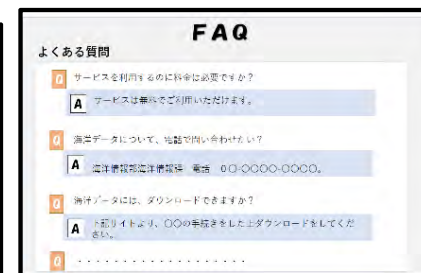 FAQ
よくある質問
Q サービスを利用するのに料金は必要ですか？
A サービスは無料でご利用いただけます。
Q 海洋データについて、電話で問い合わせたい？
A 海洋情報部海洋情報課 電話 〇〇-〇〇〇〇-〇〇〇〇。
Q 海洋データには、ダウンロードできますか？
A 下記サイトより、〇〇の手続きをした上ダウンロードをしてくだ
さい。
Q ・・・・・・・・・・・・・・・・・・・